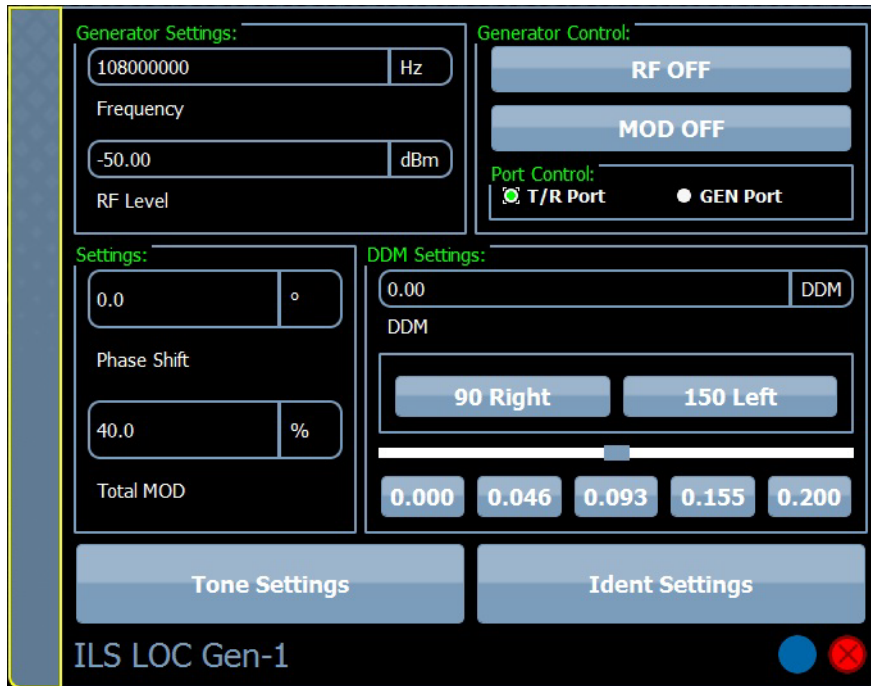 Generator Settings:
108000000 Hz
Frequency
-50.00 dBm
RF Level
Generator Control:
RF OFF
MOD OFF
Port Control:
T/R Port GEN Port
Settings:
0.0 °
Phase Shift
40.0 %
Total MOD
DDM Settings:
0.00 DDM
DDM
90 Right 150 Left
0.000 0.046 0.093 0.155 0.200
Tone Settings Ident Settings
ILS LOC Gen-1